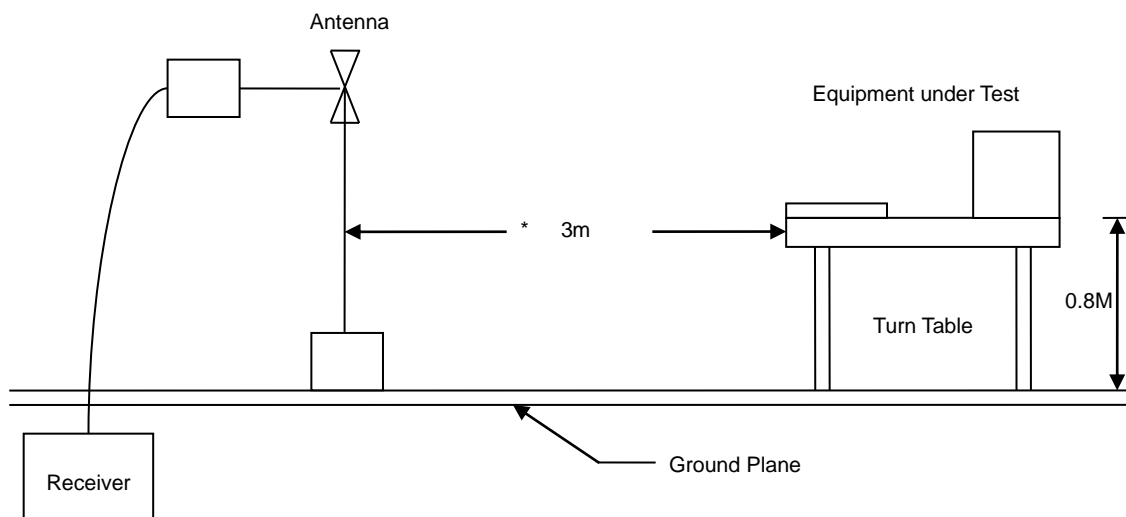 Antenna
Equipment under Test
* 3m
0.8M
Turn Table
Ground Plane
Receiver